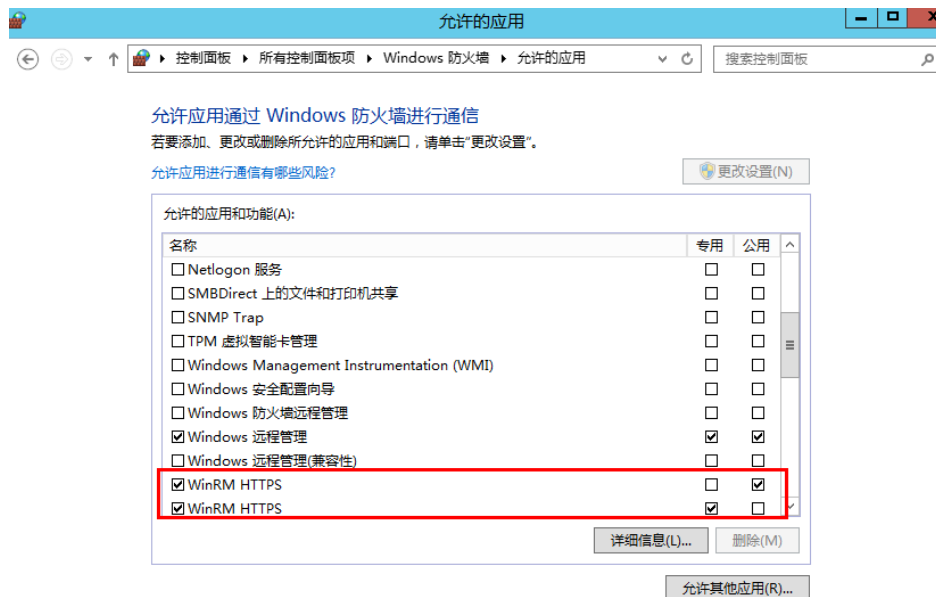 允许的应用
控制面板 所有控制面板项 Windows 防火墙 允许的应用
搜索控制面板
允许应用通过 Windows 防火墙进行通信
若要添加、更改或删除所允许的应用和端口，请单击"更改设置"。
允许应用进行通信有哪些风险?
更改设置(N)
允许的应用和功能(A):
名称 专用 公用
Netlogon 服务
SMBDirect 上的文件和打印机共享
SNMP Trap
TPM 虚拟智能卡管理
Windows Management Instrumentation (WMI)
Windows 安全配置向导
Windows 防火墙远程管理
Windows 远程管理
Windows 远程管理(兼容性)
WinRM HTTPS
WinRM HTTPS
详细信息(L)... 删除(M)
允许其他应用(R)...